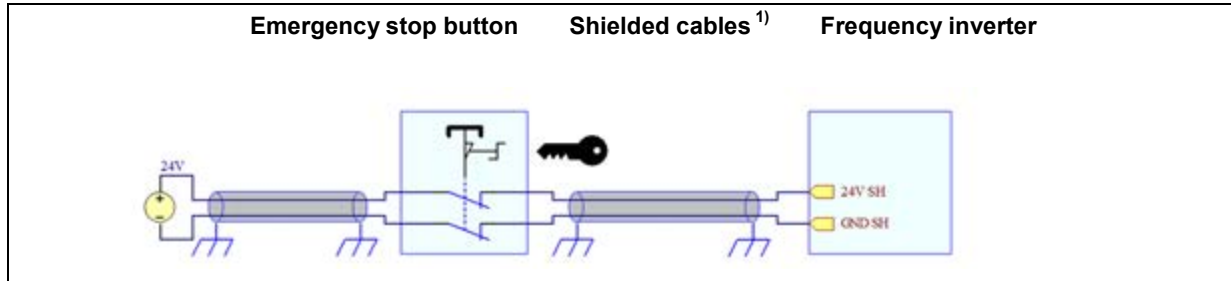 Emergency stop button Shielded cables 1) Frequency inverter
24V
24V SH
GND SH